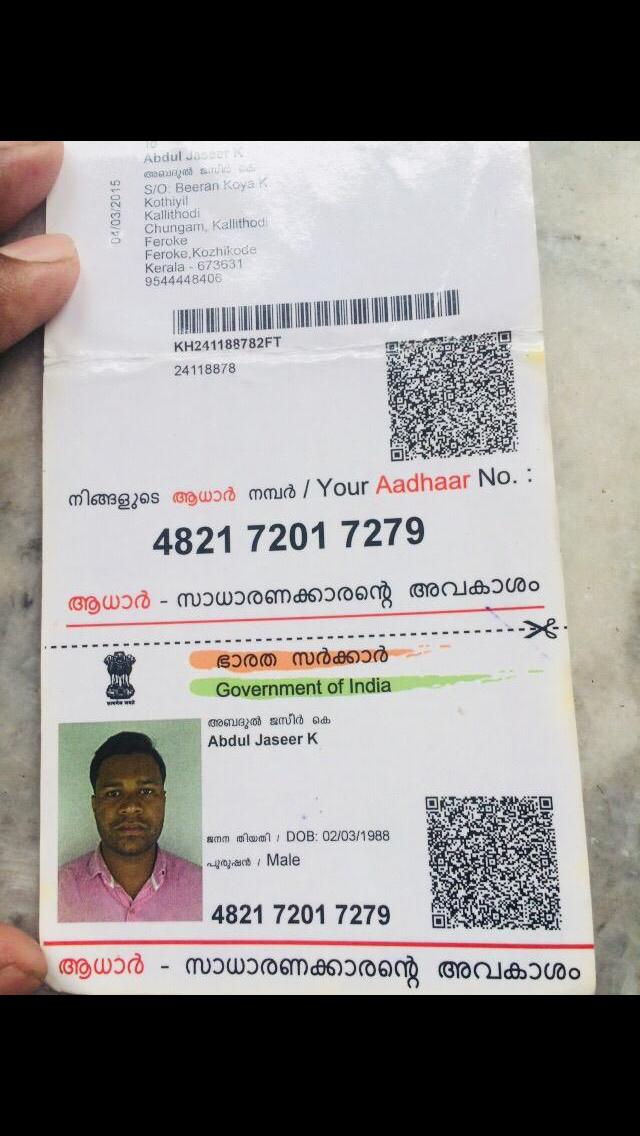 To
Abdul Jaseer K
അബദുൽ ജസീർ കെ
S/O: Beeran Koya K
Kothiyil
Kallithodi
Chungam, Kallithodi
Feroke
Feroke,Kozhikode
Kerala - 673631
9544448406
04/03/2015
KH241188782FT
24118878
നിങ്ങളുടെ ആധാർ നമ്പർ / Your Aadhaar No. :
4821 7201 7279
ആധാർ - സാധാരണക്കാരന്റെ അവകാശം
ഭാരത സർക്കാർ
Government of India
അബദുൽ ജസീർ കെ
Abdul Jaseer K
ജനന തിയതി / DOB: 02/03/1988
പുരുഷൻ / Male
4821 7201 7279
ആധാർ - സാധാരണക്കാരന്റെ അവകാശം